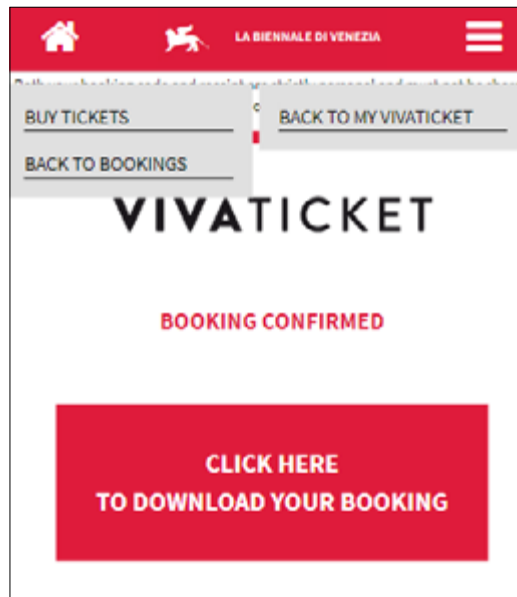 LA BIENNALE DI VENEZIA
BUY TICKETS
BACK TO MY VIVATICKET
BACK TO BOOKINGS
VIVATICKET
BOOKING CONFIRMED
CLICK HERE
TO DOWNLOAD YOUR BOOKING